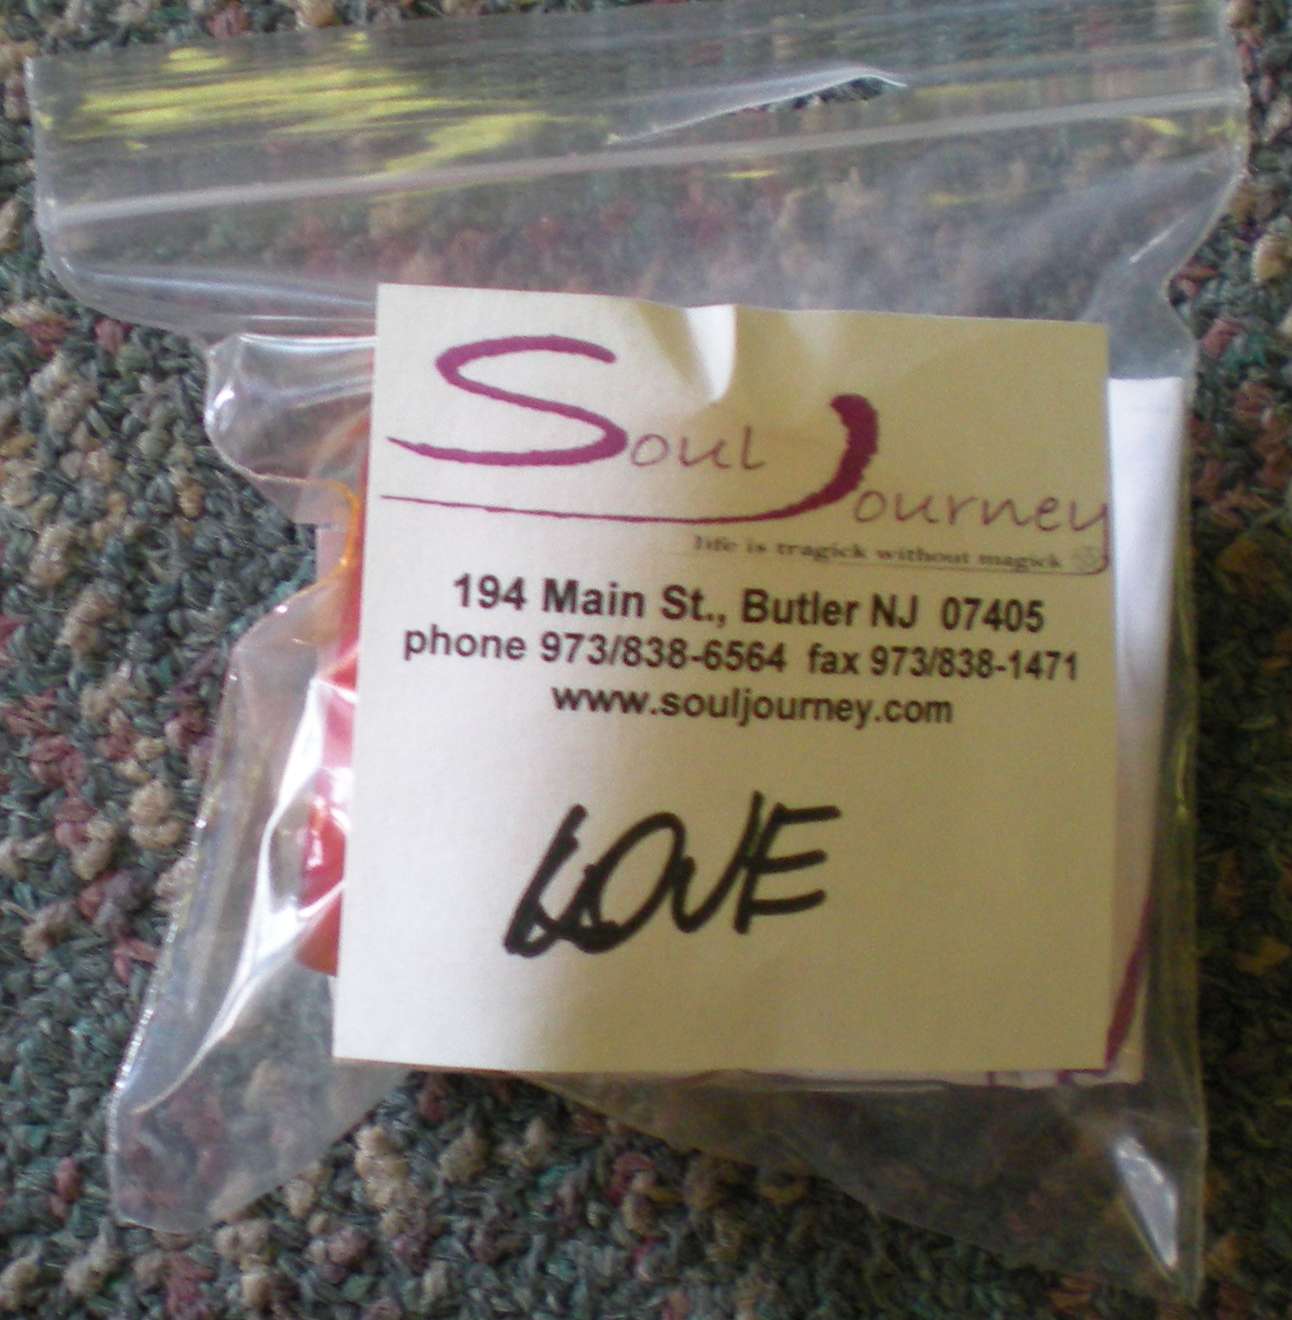 Soul Journey
life is tragick without magick
194 Main St., Butler NJ 07405
phone 973/838-6564 fax 973/838-1471
www.souljourney.com
LOVE